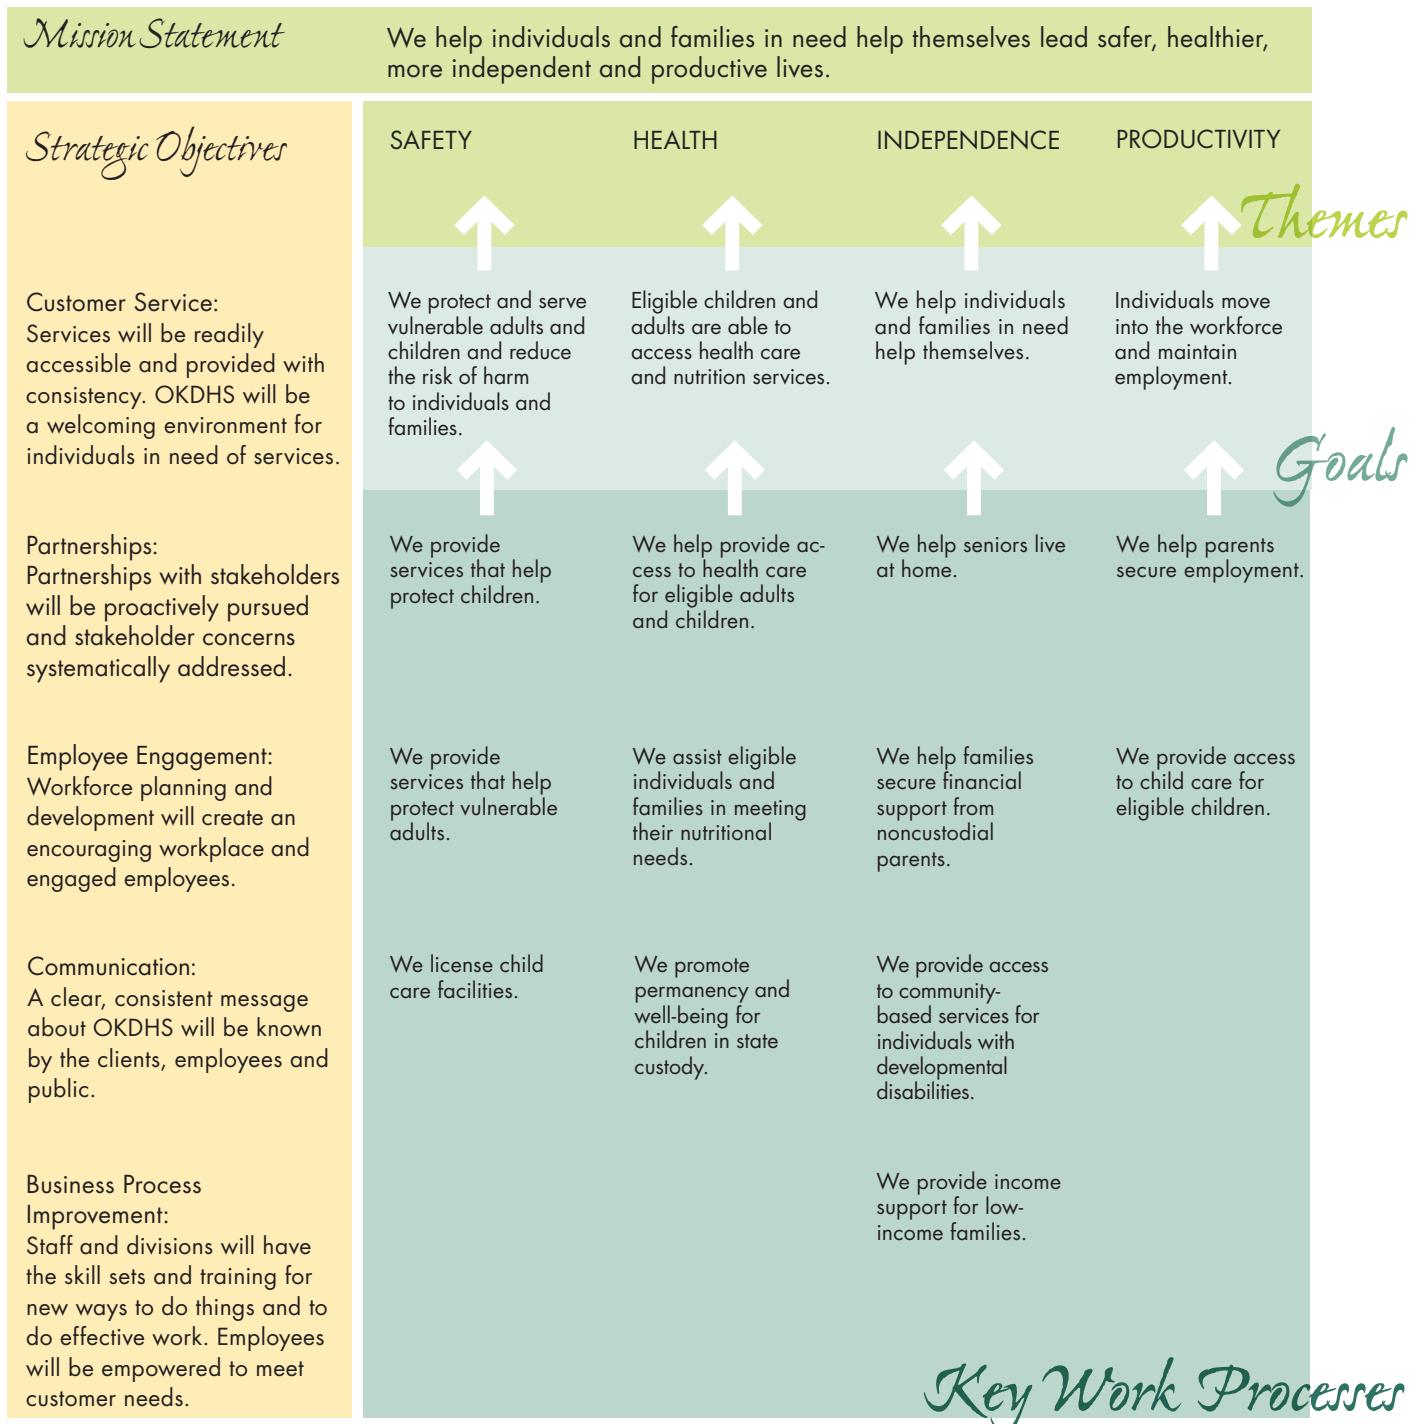 Mission Statement
We help individuals and families in need help themselves lead safer, healthier,
more independent and productive lives.
Strategic Objectives
Customer Service:
Services will be readily
accessible and provided with
consistency. OKDHS will be
a welcoming environment for
individuals in need of services.
Partnerships:
Partnerships with stakeholders
will be proactively pursued
and stakeholder concerns
systematically addressed.
Employee Engagement:
Workforce planning and
development will create an
encouraging workplace and
engaged employees.
Communication:
A clear, consistent message
about OKDHS will be known
by the clients, employees and
public.
Business Process
Improvement:
Staff and divisions will have
the skill sets and training for
new ways to do things and to
do effective work. Employees
will be empowered to meet
customer needs.
SAFETY
HEALTH
INDEPENDENCE
PRODUCTIVITY
Themes
We protect and serve
vulnerable adults and
children and reduce
the risk of harm
to individuals and
families.
Eligible children and
adults are able to
access health care
and nutrition services.
We help individuals
and families in need
help themselves.
Individuals move
into the workforce
and maintain
employment.
Goals
We provide
services that help
protect children.
We help provide ac-
cess to health care
for eligible adults
and children.
We help seniors live
at home.
We help parents
secure employment.
We provide
services that help
protect vulnerable
adults.
We assist eligible
individuals and
families in meeting
their nutritional
needs.
We help families
secure financial
support from
noncustodial
parents.
We provide access
to child care for
eligible children.
We license child
care facilities.
We promote
permanency and
well-being for
children in state
custody.
We provide access
to community-
based services for
individuals with
developmental
disabilities.
We provide income
support for low-
income families.
Key Work Processes